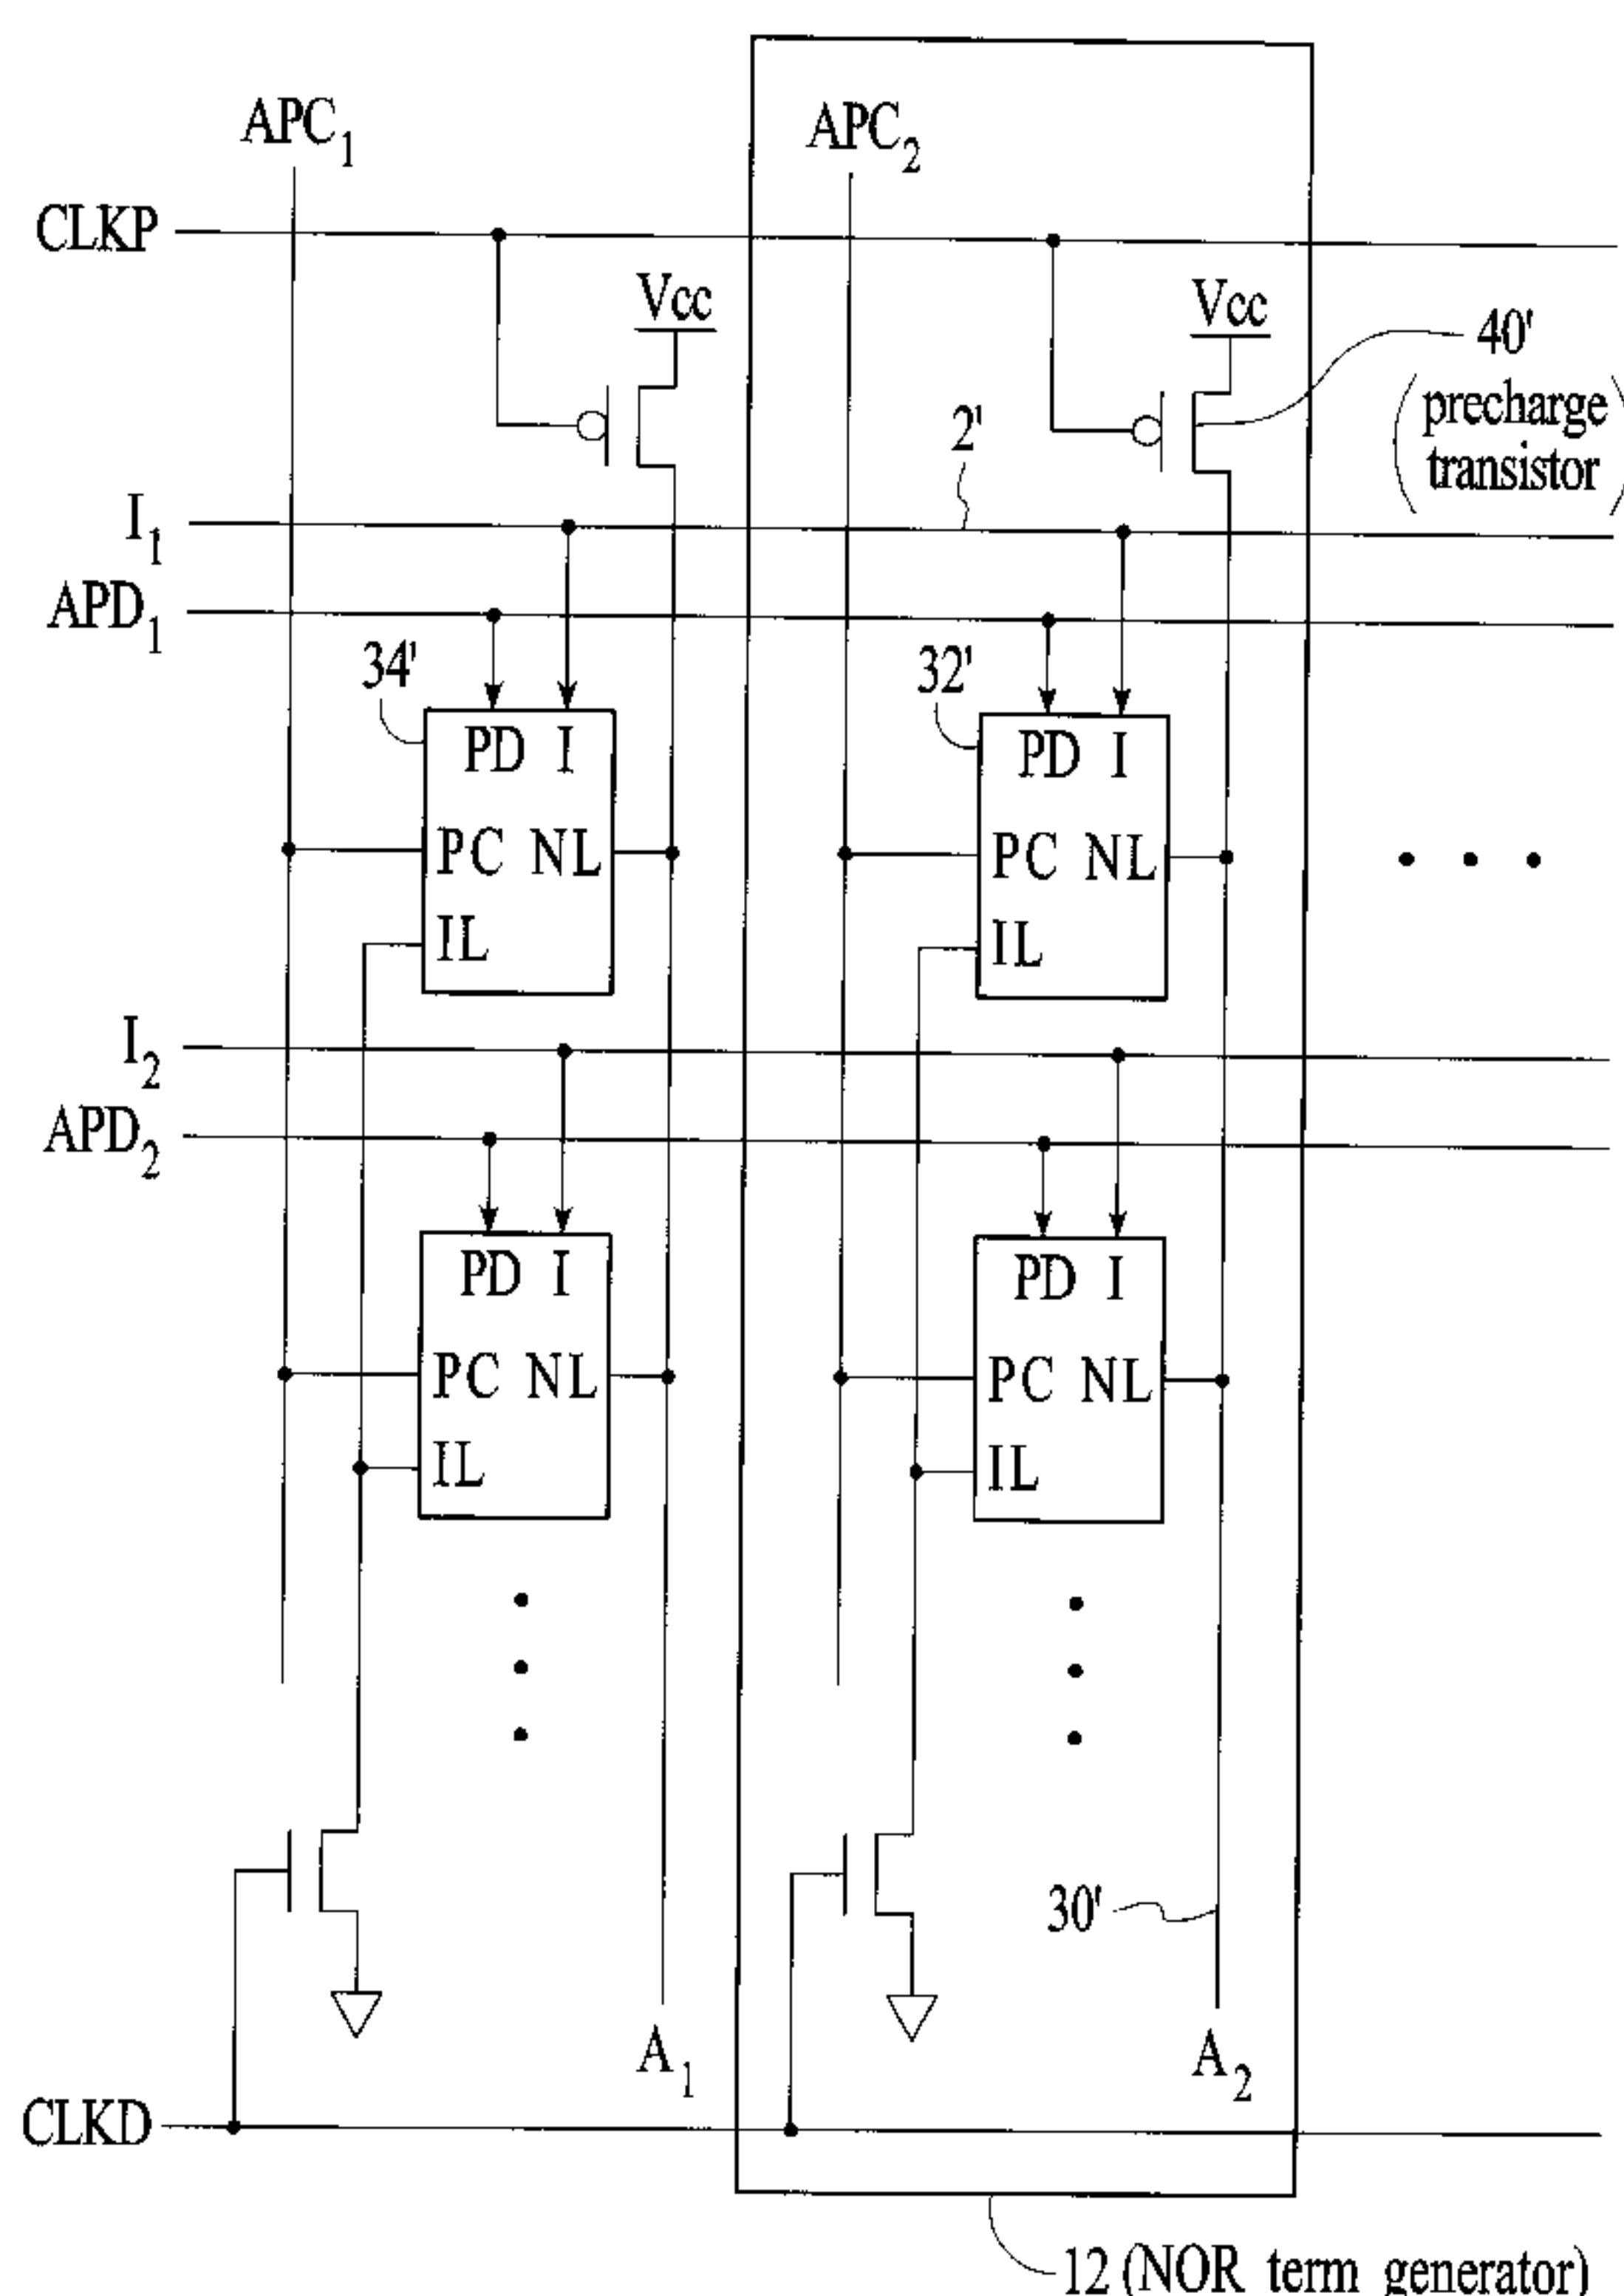 APC1
APC2
CLKP
Vcc
Vcc
40'
(precharge
transistor)
2'
I1
APD1
34'
32'
PD I
PC NL
IL
PD I
PC NL
IL
I2
APD2
PD I
PC NL
IL
PD I
PC NL
IL
30'
A1
A2
CLKD
12 (NOR term generator)